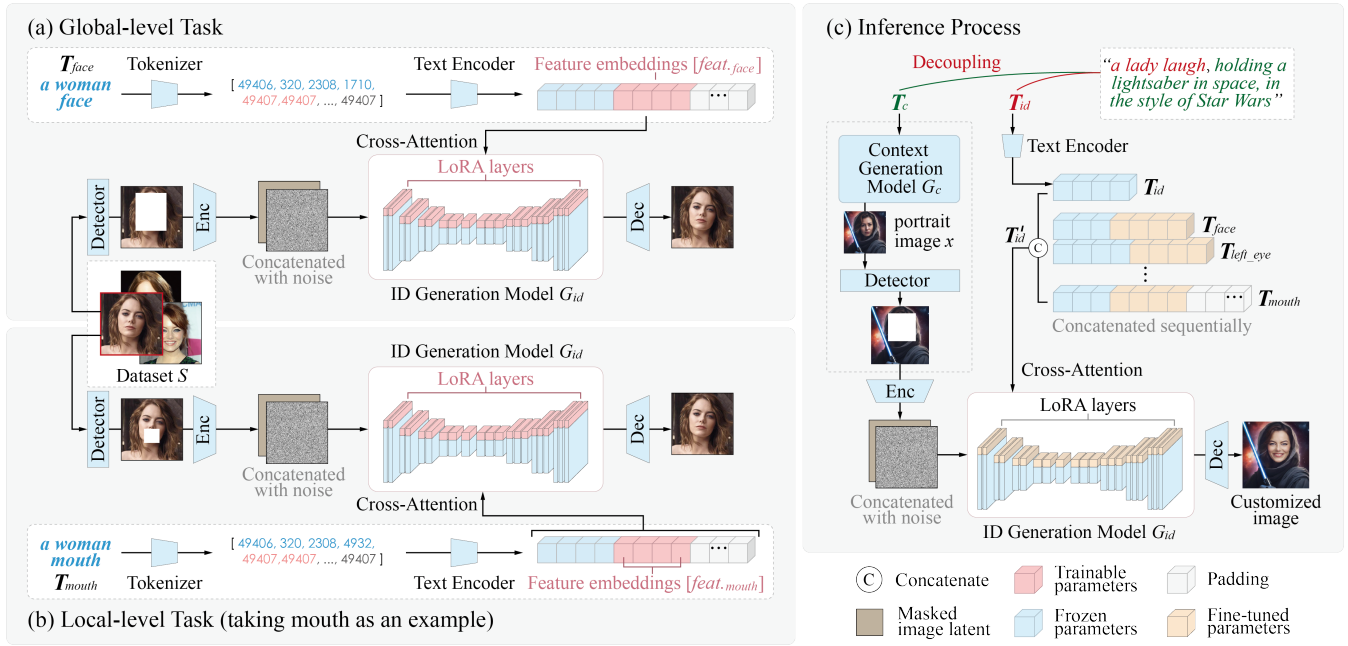 (a) Global-level Task
T_face
a woman
face
Tokenizer
[ 49406, 320, 2308, 1710,
49407,49407, ..., 49407 ]
Text Encoder
Feature embeddings [feat._face]
...
Cross-Attention
LoRA layers
Detector
Enc
Concatenated
with noise
ID Generation Model G_id
Dec
Dataset S
ID Generation Model G_id
LoRA layers
Detector
Enc
Concatenated
with noise
Dec
Cross-Attention
a woman
mouth
T_mouth
Tokenizer
[ 49406, 320, 2308, 4932,
49407,49407, ..., 49407 ]
Text Encoder
...
Feature embeddings [feat._mouth]
(b) Local-level Task (taking mouth as an example)
(c) Inference Process
Decoupling
“a lady laugh, holding a
lightsaber in space, in
the style of Star Wars”
T_c
T_id
Context
Generation
Model G_c
Text Encoder
T_id
portrait
image x
T_face
T'_id
C
T_left_eye
Detector
...
T_mouth
Concatenated sequentially
Enc
Cross-Attention
LoRA layers
Dec
Concatenated
with noise
ID Generation Model G_id
Customized
image
C Concatenate
Trainable
parameters
Padding
Masked
image latent
Frozen
parameters
Fine-tuned
parameters